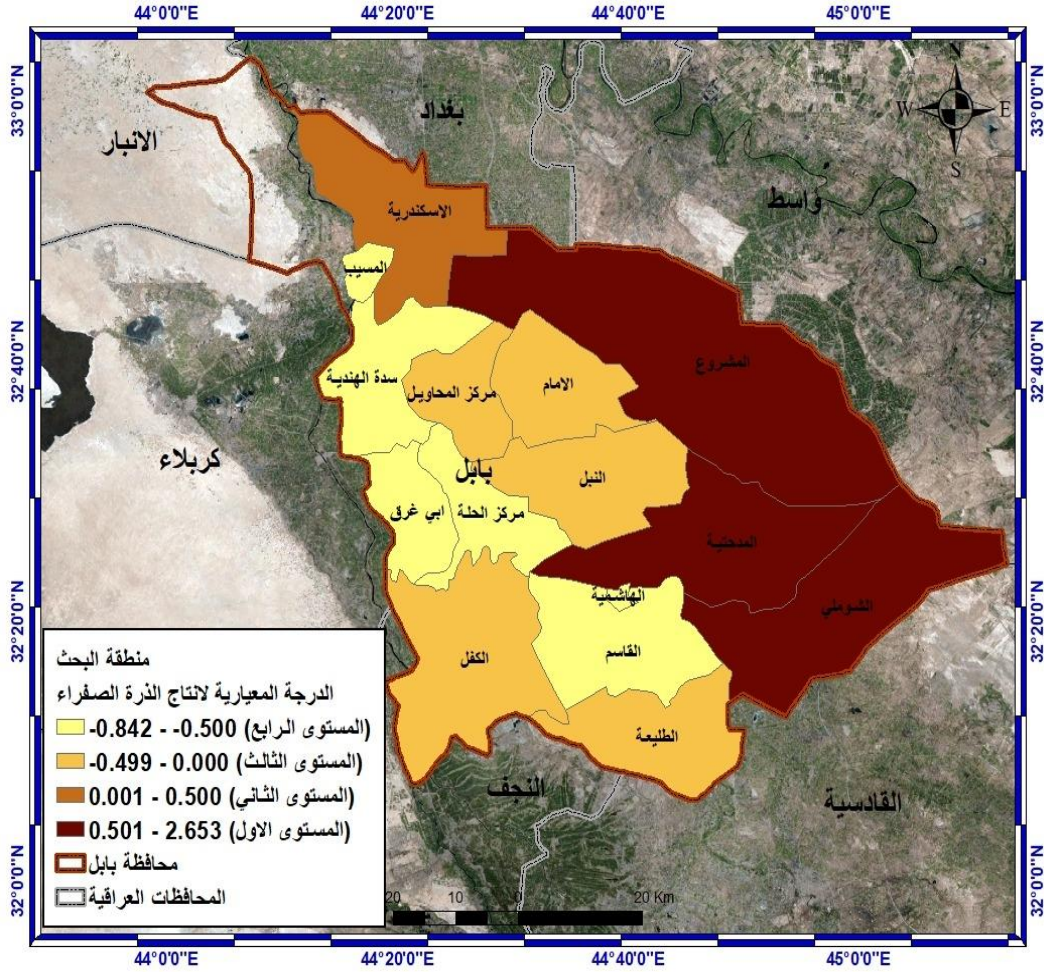 44°0'0"E 44°20'0"E 44°40'0"E 45°0'0"E
33°0'0"N
33°0'0"N
N
W E
S
بغداد
الانبار
واسط
الاسكندرية
المسيب
32°40'0"N
32°40'0"N
المشروع
سدة الهندية
مركز المحاويل
الامام
كربلاء
بابل
النيل
ابي غرق
مركز الحلة
المدحتية
32°20'0"N
32°20'0"N
الهاشمية
الشوملي
القاسم
الكفل
الطليعة
النجف
القادسية
منطقة البحث
الدرجة المعيارية لانتاج الذرة الصفراء
(المستوى الرابع) -0.842 - -0.500
(المستوى الثالث) -0.499 - 0.000
(المستوى الثاني) 0.001 - 0.500
(المستوى الاول) 0.501 - 2.653
محافظة بابل
المحافظات العراقية
32°0'0"N
32°0'0"N
20 10 0 20 Km
44°0'0"E 44°20'0"E 44°40'0"E 45°0'0"E